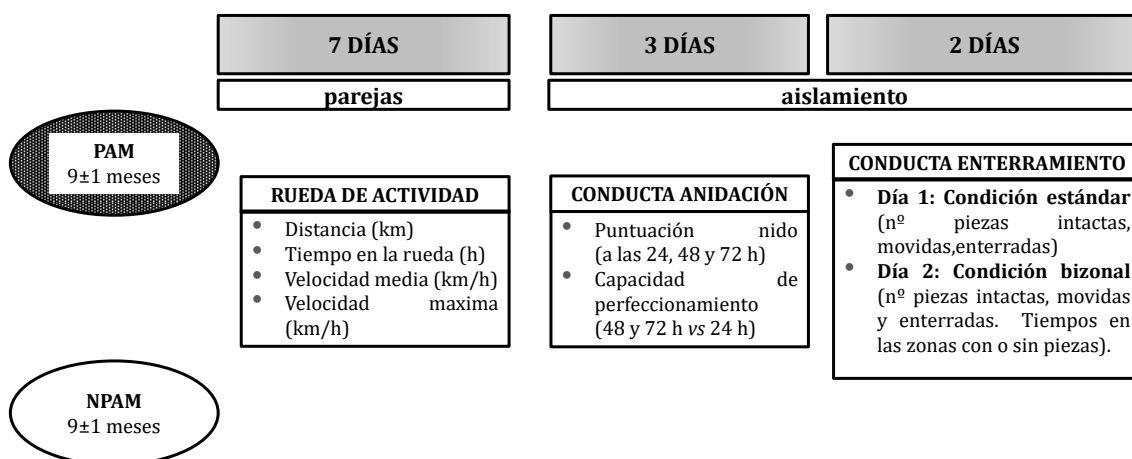 7 DÍAS
3 DÍAS
2 DÍAS
parejas
aislamiento
PAM
9±1 meses
RUEDA DE ACTIVIDAD
• Distancia (km)
• Tiempo en la rueda (h)
• Velocidad media (km/h)
• Velocidad maxima
(km/h)
CONDUCTA ANIDACIÓN
• Puntuación nido
(a las 24, 48 y 72 h)
• Capacidad de
perfeccionamiento
(48 y 72 h vs 24 h)
CONDUCTA ENTERRAMIENTO
• Día 1: Condición estándar
(nº piezas intactas,
movidas,enterradas)
• Día 2: Condición bizonal
(nº piezas intactas, movidas
y enterradas. Tiempos en
las zonas con o sin piezas).
NPAM
9±1 meses